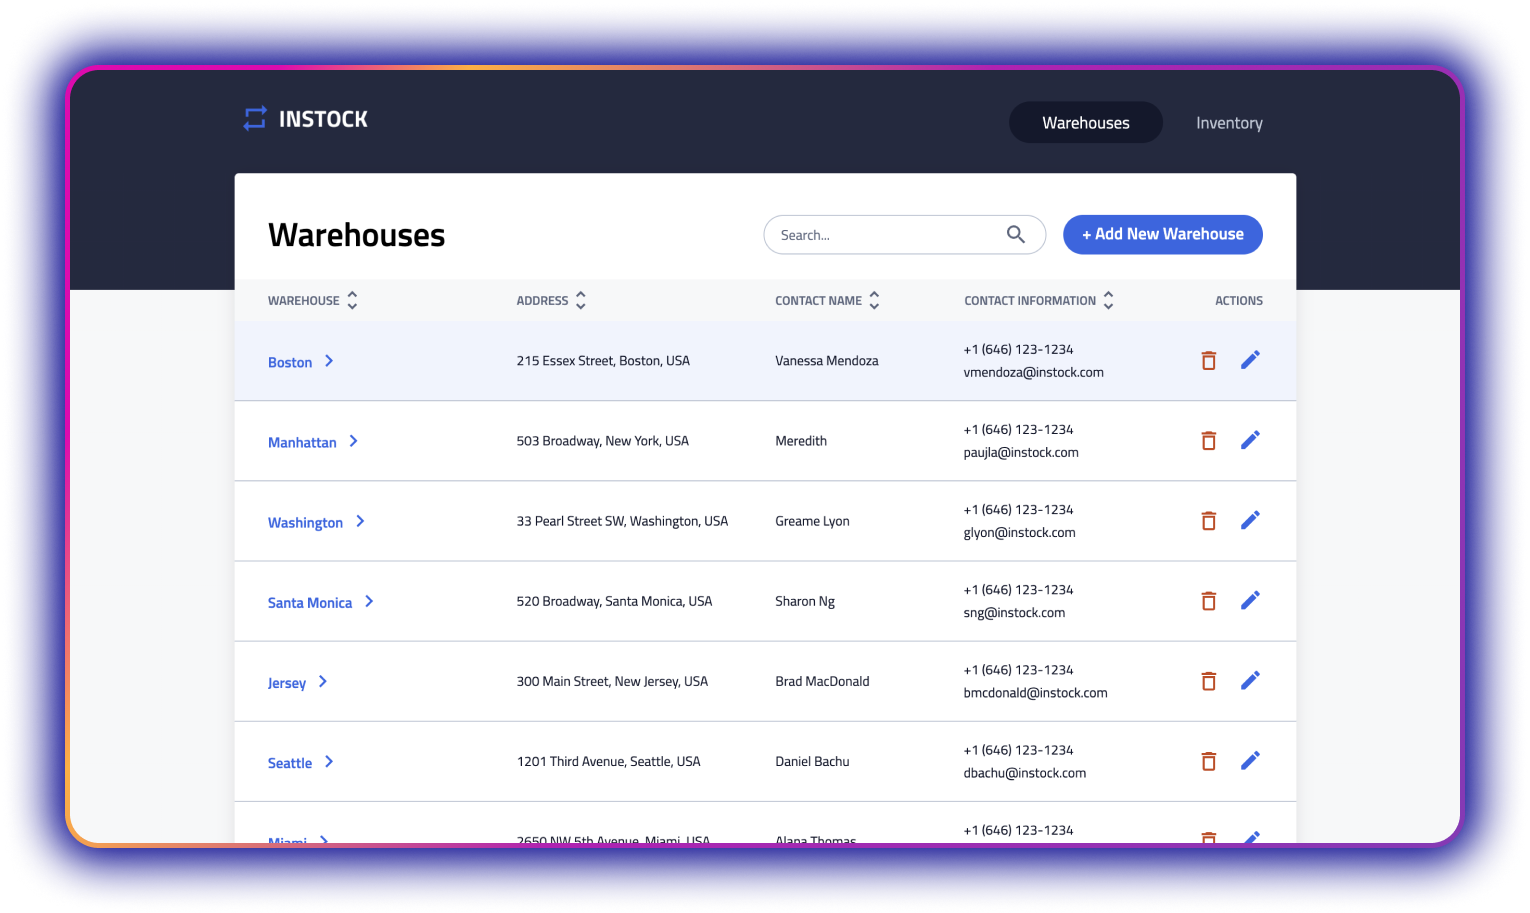 INSTOCK
Warehouses
Inventory
Warehouses
Search...
+ Add New Warehouse
WAREHOUSE ADDRESS CONTACT NAME CONTACT INFORMATION ACTIONS
Boston 215 Essex Street, Boston, USA Vanessa Mendoza +1 (646) 123-1234
vmendoza@instock.com
Manhattan 503 Broadway, New York, USA Meredith +1 (646) 123-1234
paujla@instock.com
Washington 33 Pearl Street SW, Washington, USA Greame Lyon +1 (646) 123-1234
glyon@instock.com
Santa Monica 520 Broadway, Santa Monica, USA Sharon Ng +1 (646) 123-1234
sng@instock.com
Jersey 300 Main Street, New Jersey, USA Brad MacDonald +1 (646) 123-1234
bmcdonald@instock.com
Seattle 1201 Third Avenue, Seattle, USA Daniel Bachu +1 (646) 123-1234
dbachu@instock.com
Miami 2650 NW 5th Avenue, Miami, USA Alana Thomas +1 (646) 123-1234